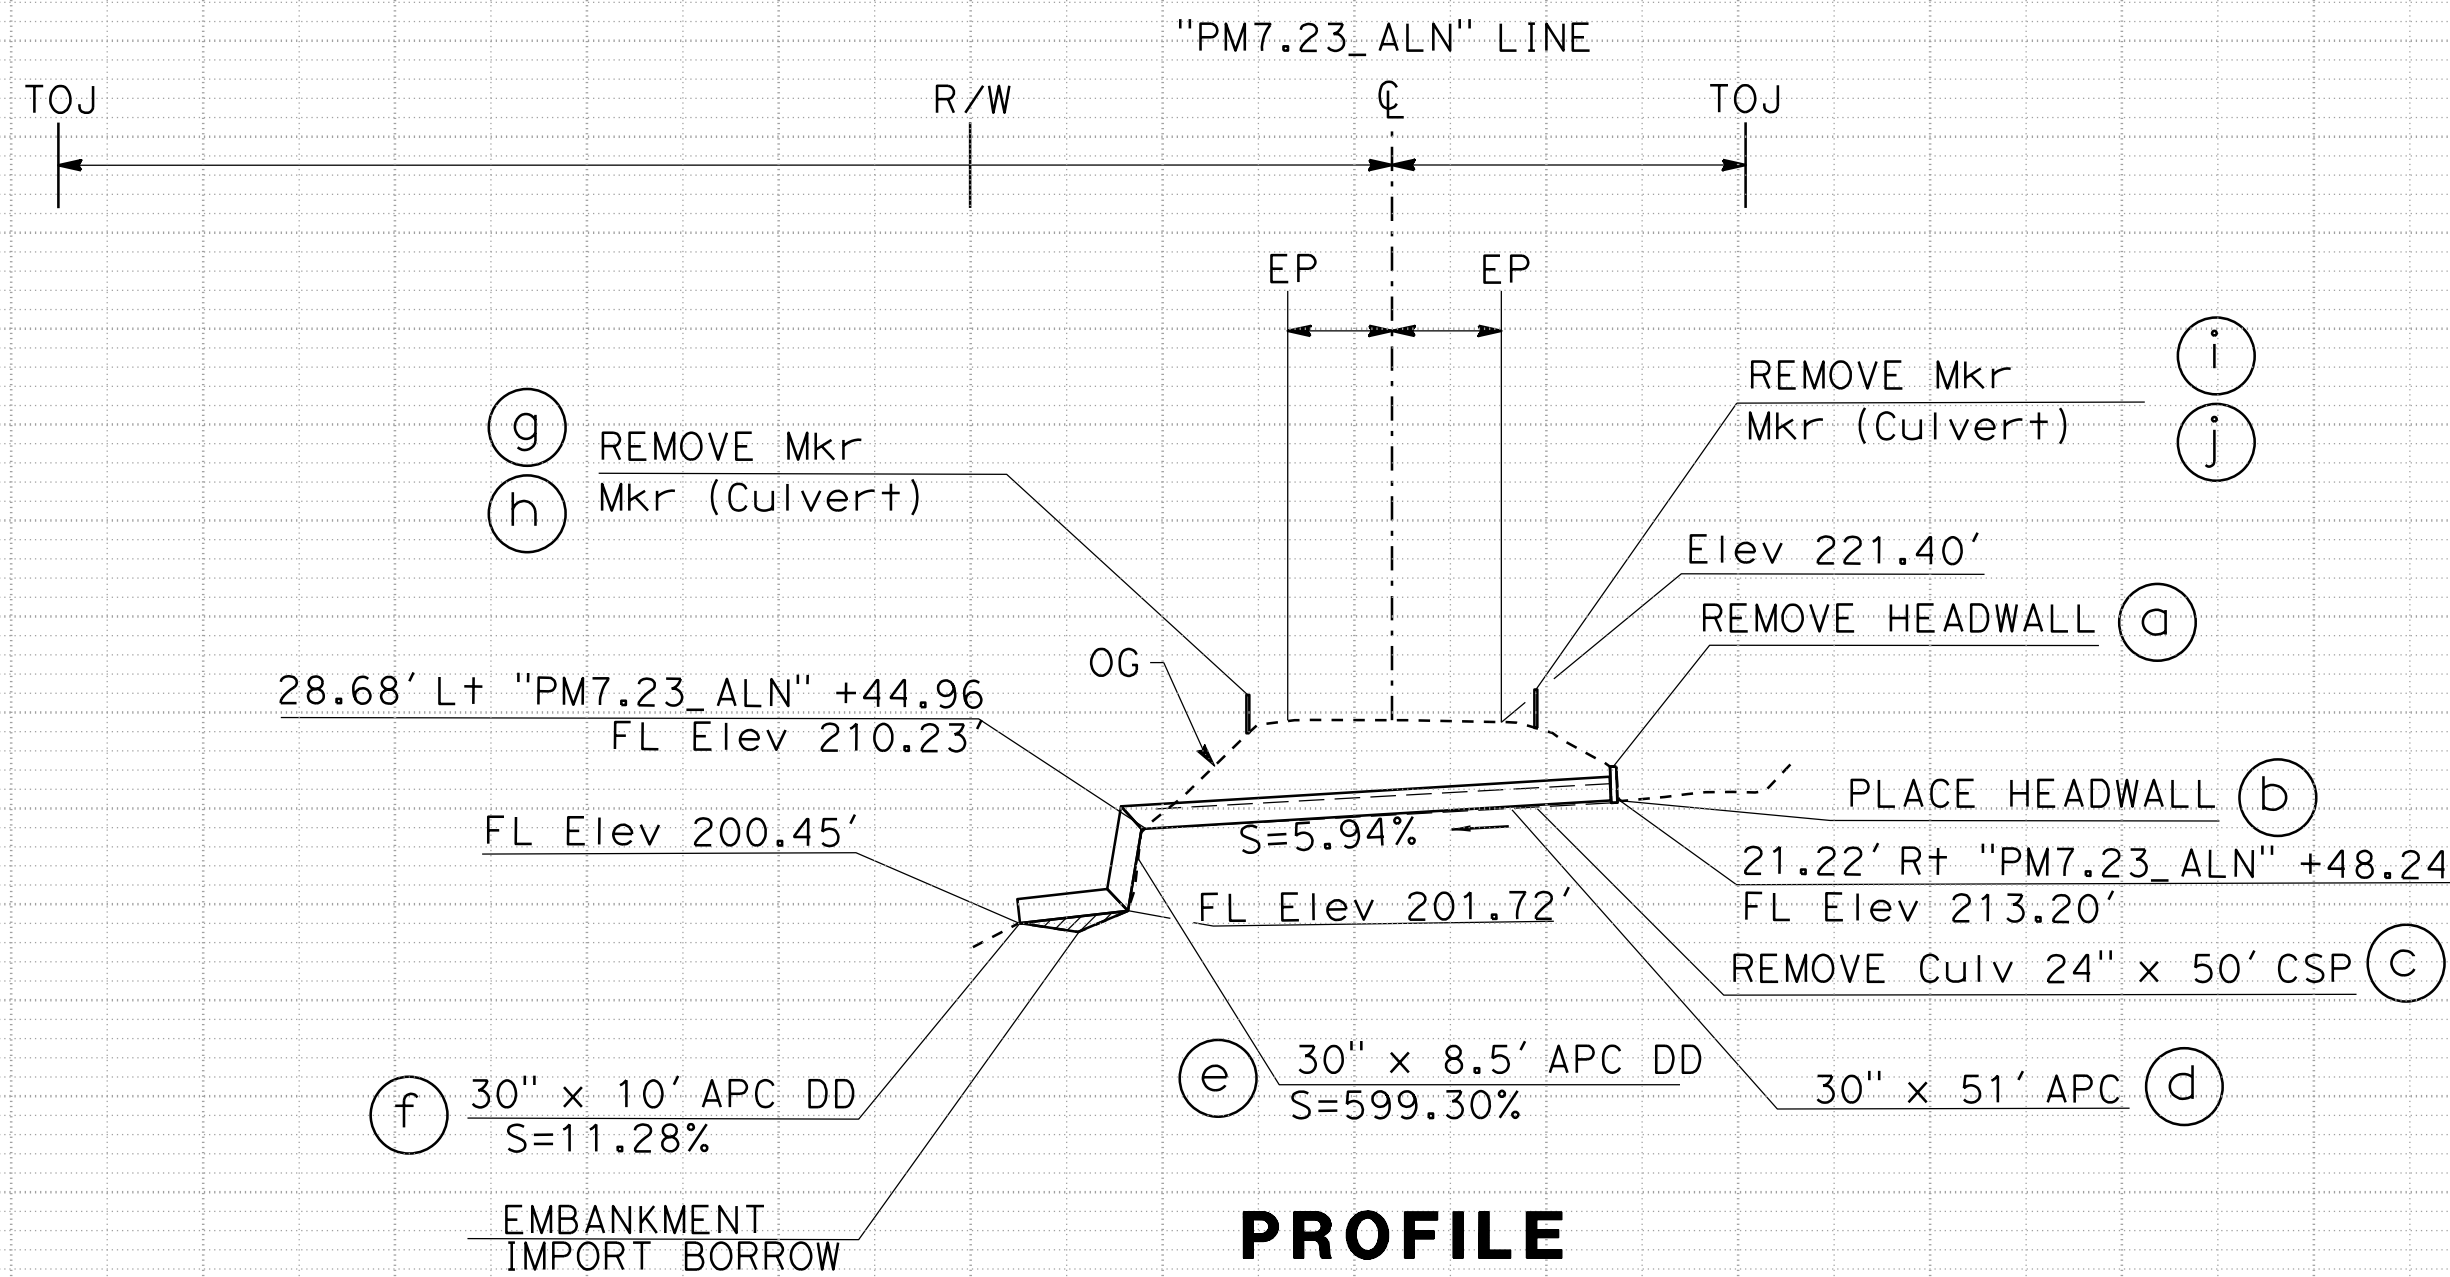 "PM7.23_ALN" LINE
TOJ
R/W
℄
TOJ
EP
EP
i
REMOVE Mkr
Mkr (Culvert)
j
g
REMOVE Mkr
h
Mkr (Culvert)
Elev 221.40'
REMOVE HEADWALL
a
OG
28.68' Lt "PM7.23_ALN" +44.96
FL Elev 210.23'
PLACE HEADWALL
b
FL Elev 200.45'
S=5.94%
21.22' Rt "PM7.23_ALN" +48.24
FL Elev 213.20'
FL Elev 201.72'
REMOVE Culv 24" x 50' CSP
c
e
30" x 8.5' APC DD
S=599.30%
30" x 51' APC
d
f
30" x 10' APC DD
S=11.28%
EMBANKMENT
IMPORT BORROW
PROFILE